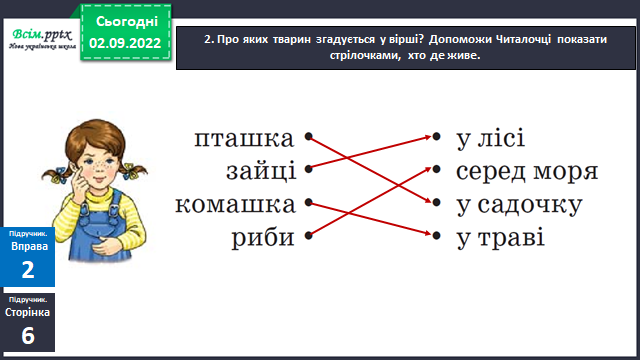 Всім.pptx
Нова українська школа
Сьогодні
02.09.2022
2. Про яких тварин згадується у вірші? Допоможи Читалочці показати
стрілочками, хто де живе.
пташка • • у лісі
зайці • • серед моря
комашка • • у садочку
риби • • у траві
Підручник.
Вправа
2
Підручник.
Сторінка
6